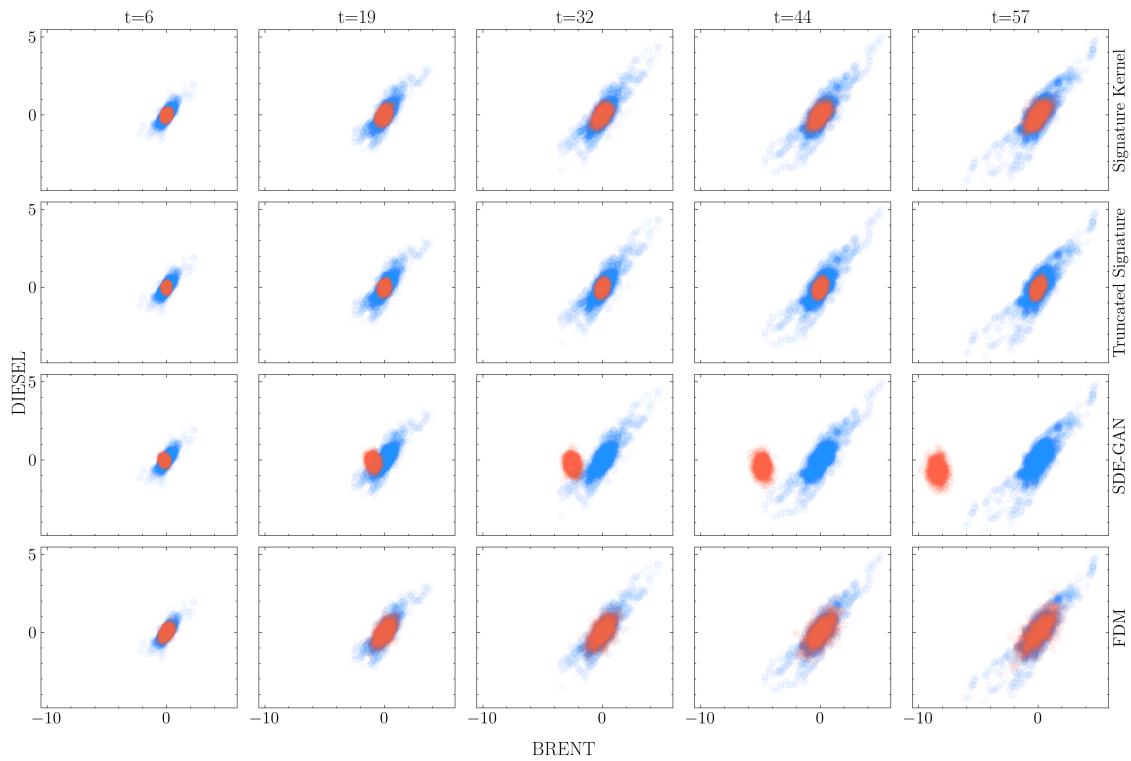 t=6 t=19 t=32 t=44 t=57
5
0
Signature Kernel
5
0
Truncated Signature
DIESEL
5
0
SDE-GAN
5
0
FDM
−10 0 −10 0 −10 0 −10 0 −10 0
BRENT